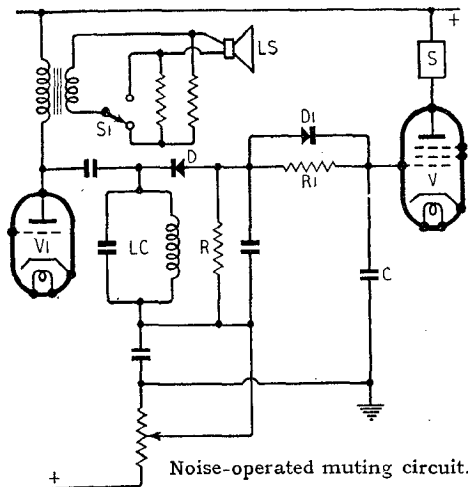 +
LS
S
S1
D1
D
R1
V
V1
LC
R
C
+
Noise-operated muting circuit.